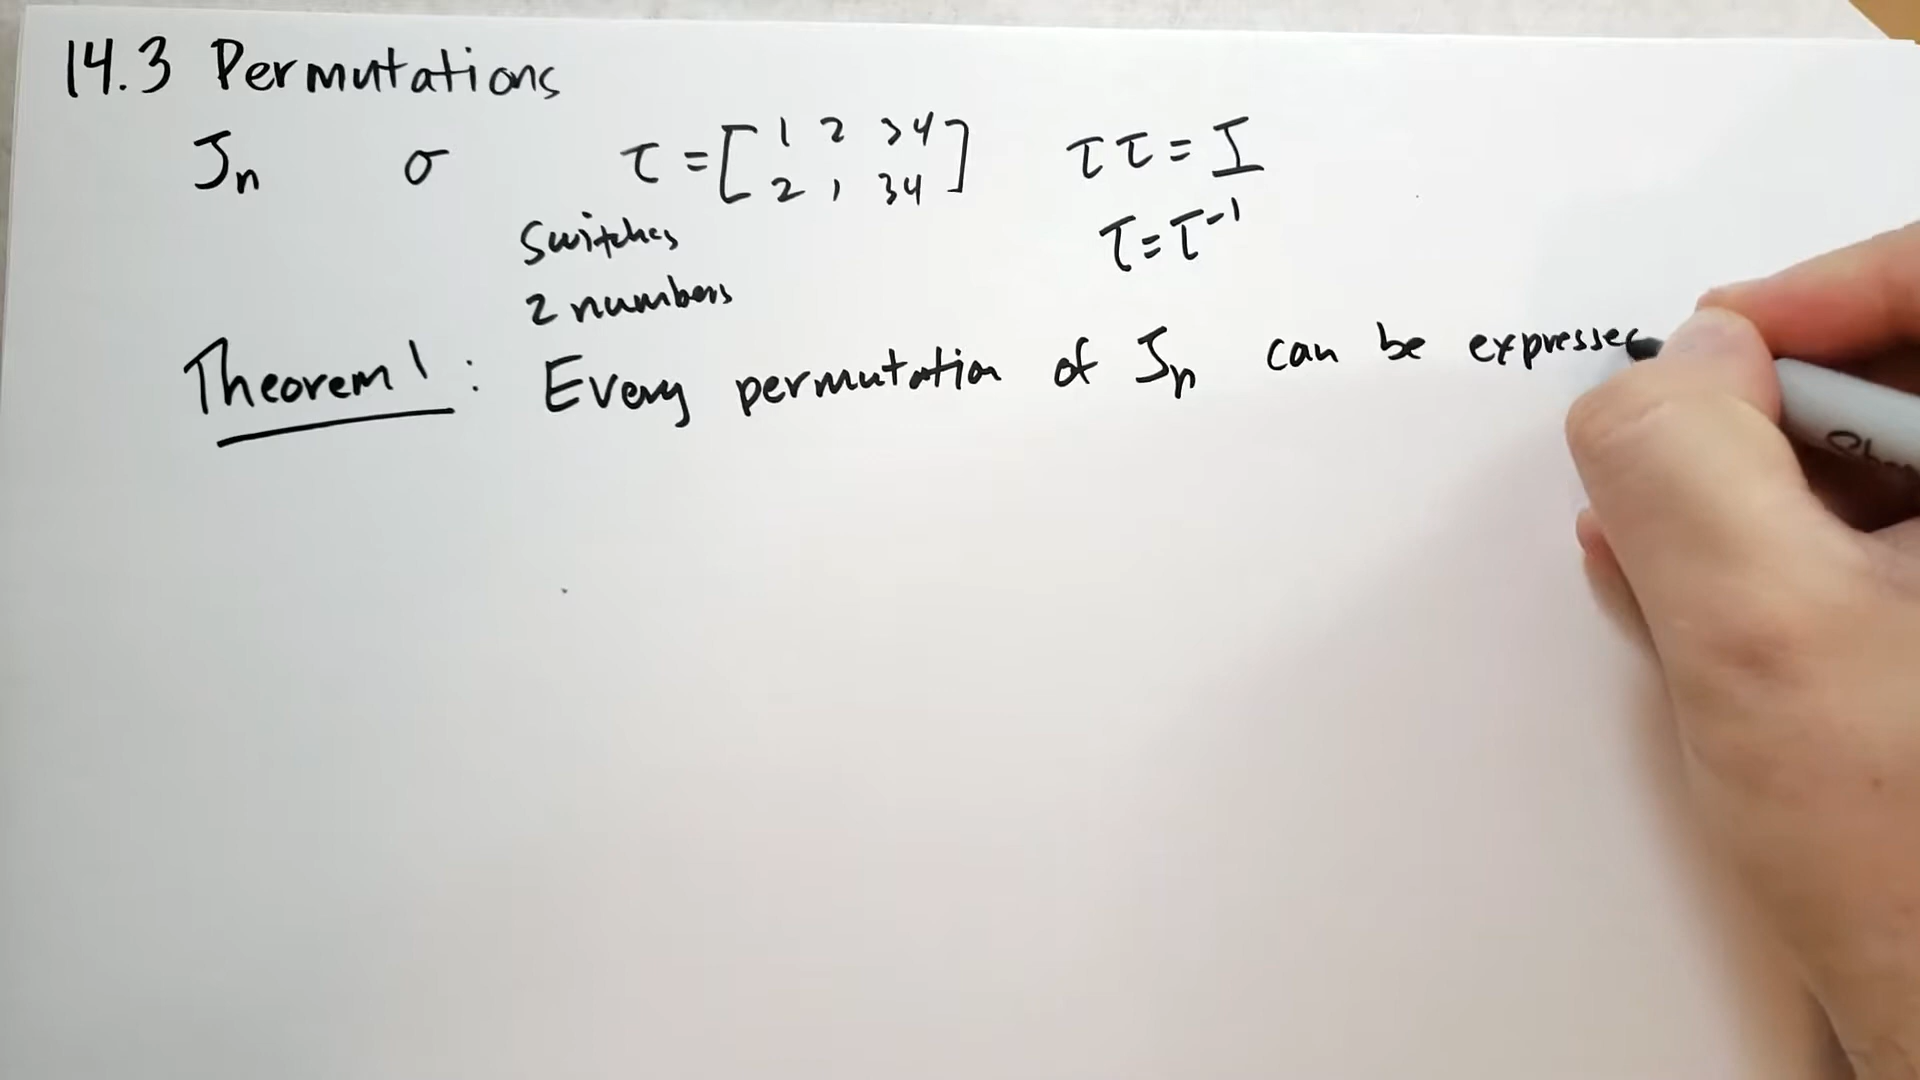 14.3 Permutations
Jn σ τ = [1 2 3 4 ττ = I
2 1 3 4]
Switches τ = τ⁻¹
2 numbers
Theorem 1 : Every permutation of Jn can be expresse